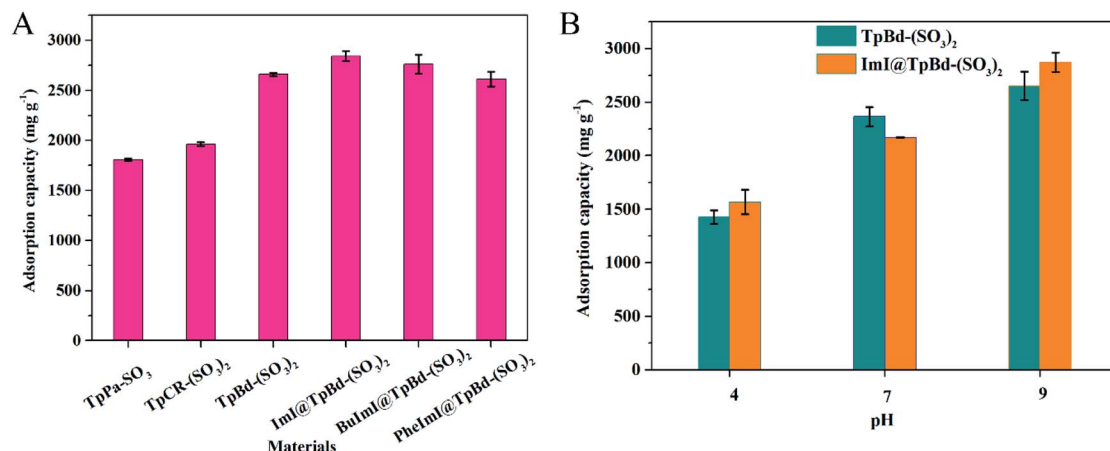 A
Adsorption capacity (mg g⁻¹)
3000
2500
2000
1500
1000
500
0
TpPa-SO₃
TpCR-(SO₃)₂
TpBd-(SO₃)₂
ImI@TpBd-(SO₃)₂
BuImI@TpBd-(SO₃)₂
PheImI@TpBd-(SO₃)₂
Materials
B
TpBd-(SO₃)₂
ImI@TpBd-(SO₃)₂
Adsorption capacity (mg g⁻¹)
3000
2500
2000
1500
1000
500
0
4
7
9
pH